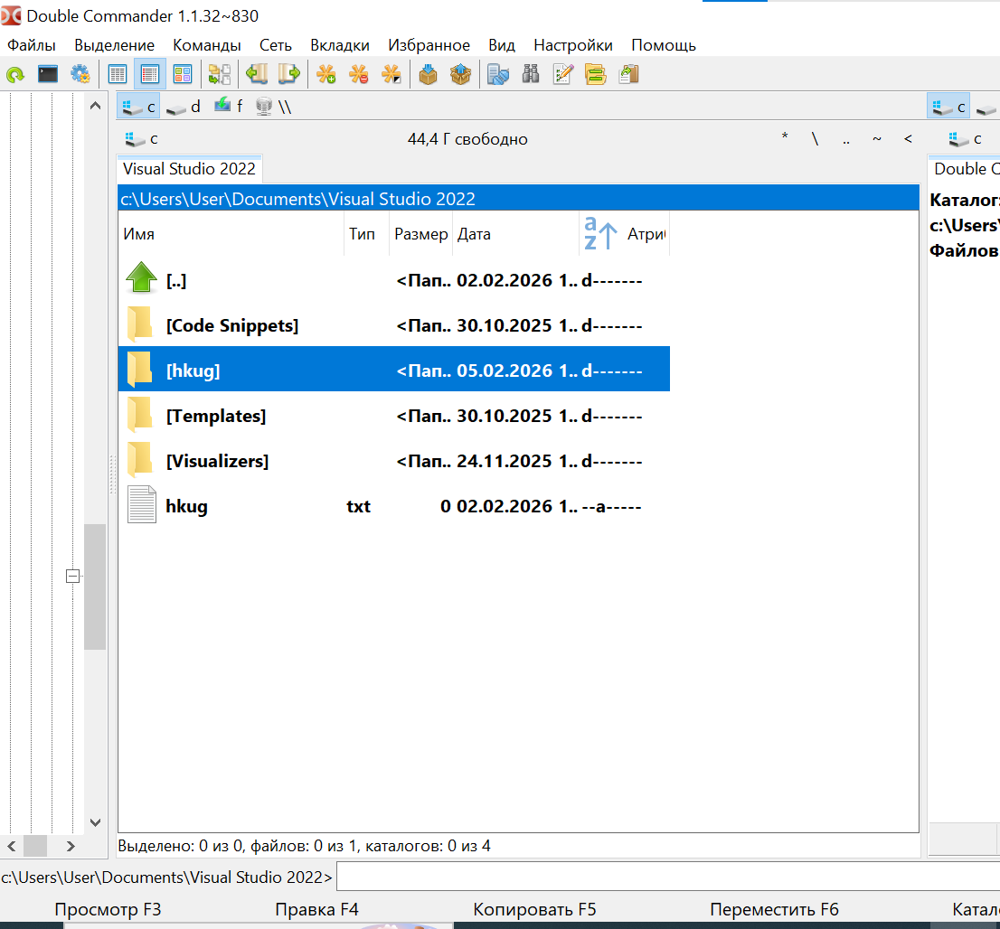 Double Commander 1.1.32~830
Файлы Выделение Команды Сеть Вкладки Избранное Вид Настройки Помощь
c d f \\ c
c 44,4 Г свободно * \ .. ~ < c
Visual Studio 2022 Double C
c:\Users\User\Documents\Visual Studio 2022 Каталог:
c:\Users\
Имя Тип Размер Дата Атри
Файлов
[..] <Пап.. 02.02.2026 1.. d-------
[Code Snippets] <Пап.. 30.10.2025 1.. d-------
[hkug] <Пап.. 05.02.2026 1.. d-------
[Templates] <Пап.. 30.10.2025 1.. d-------
[Visualizers] <Пап.. 24.11.2025 1.. d-------
hkug txt 0 02.02.2026 1.. --a-----
Выделено: 0 из 0, файлов: 0 из 1, каталогов: 0 из 4
c:\Users\User\Documents\Visual Studio 2022>
Просмотр F3 Правка F4 Копировать F5 Переместить F6 Катал